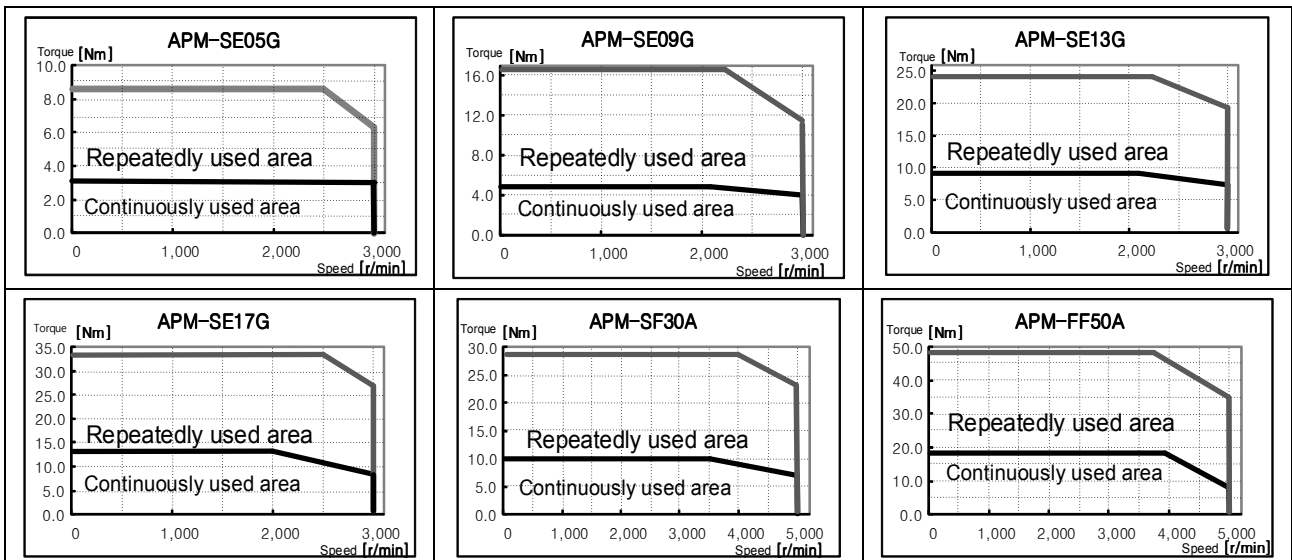 APM-SE05G
Torque [Nm]
10.0
8.0
6.0
4.0
2.0
0.0
Repeatedly used area
Continuously used area
0 1,000 2,000 3,000
Speed [r/min]
APM-SE09G
Torque [Nm]
16.0
12.0
8.0
4.0
0.0
Repeatedly used area
Continuously used area
0 1,000 2,000 3,000
Speed [r/min]
APM-SE13G
Torque [Nm]
25.0
20.0
15.0
10.0
5.0
0.0
Repeatedly used area
Continuously used area
0 1,000 2,000 3,000
Speed [r/min]
APM-SE17G
Torque [Nm]
35.0
30.0
25.0
20.0
15.0
10.0
5.0
0.0
Repeatedly used area
Continuously used area
0 1,000 2,000 3,000
Speed [r/min]
APM-SF30A
Torque [Nm]
30.0
25.0
20.0
15.0
10.0
5.0
0.0
Repeatedly used area
Continuously used area
0 1,000 2,000 3,000 4,000 5,000
Speed [r/min]
APM-FF50A
Torque [Nm]
50.0
40.0
30.0
20.0
10.0
0.0
Repeatedly used area
Continuously used area
0 1,000 2,000 3,000 4,000 5,000
Speed [r/min]